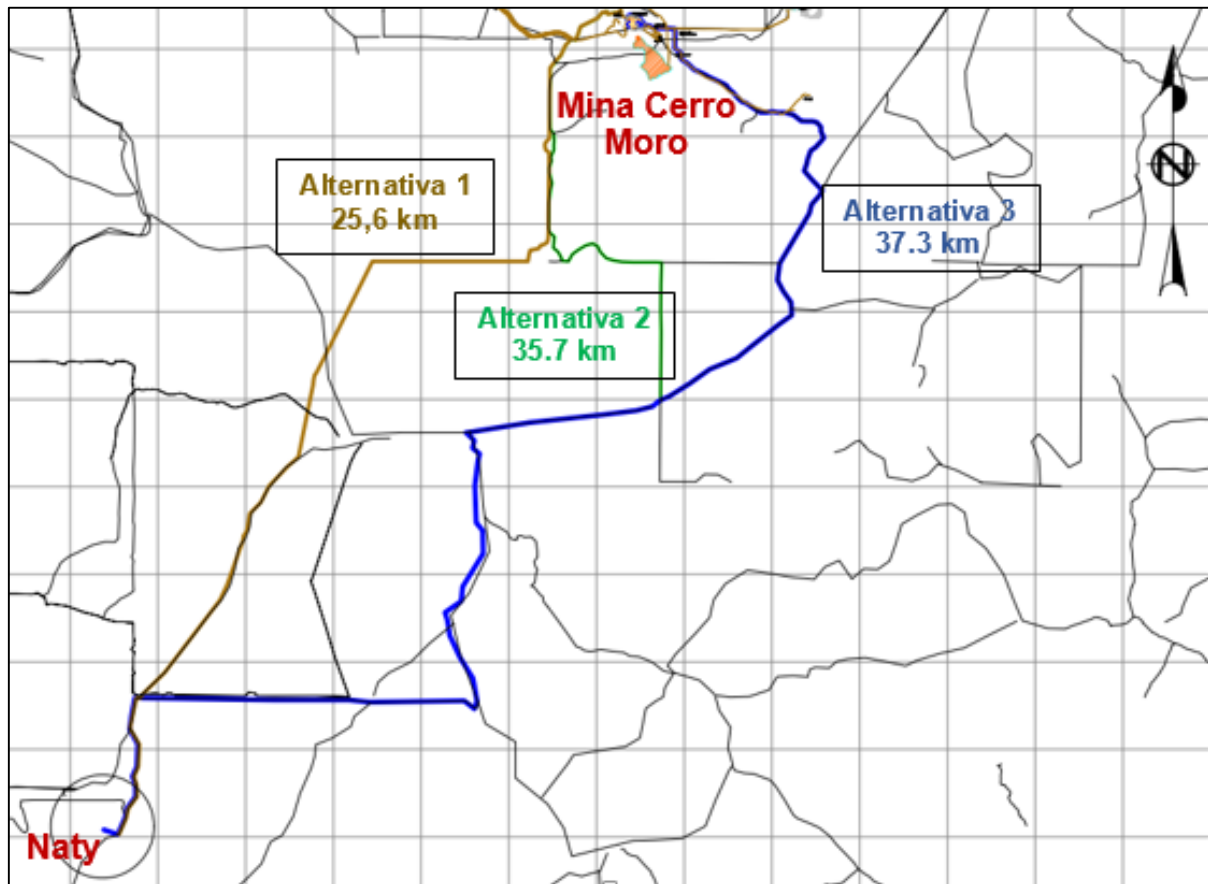 Mina Cerro
Moro
Alternativa 1
25,6 km
Alternativa 3
37.3 km
Alternativa 2
35.7 km
N
Naty